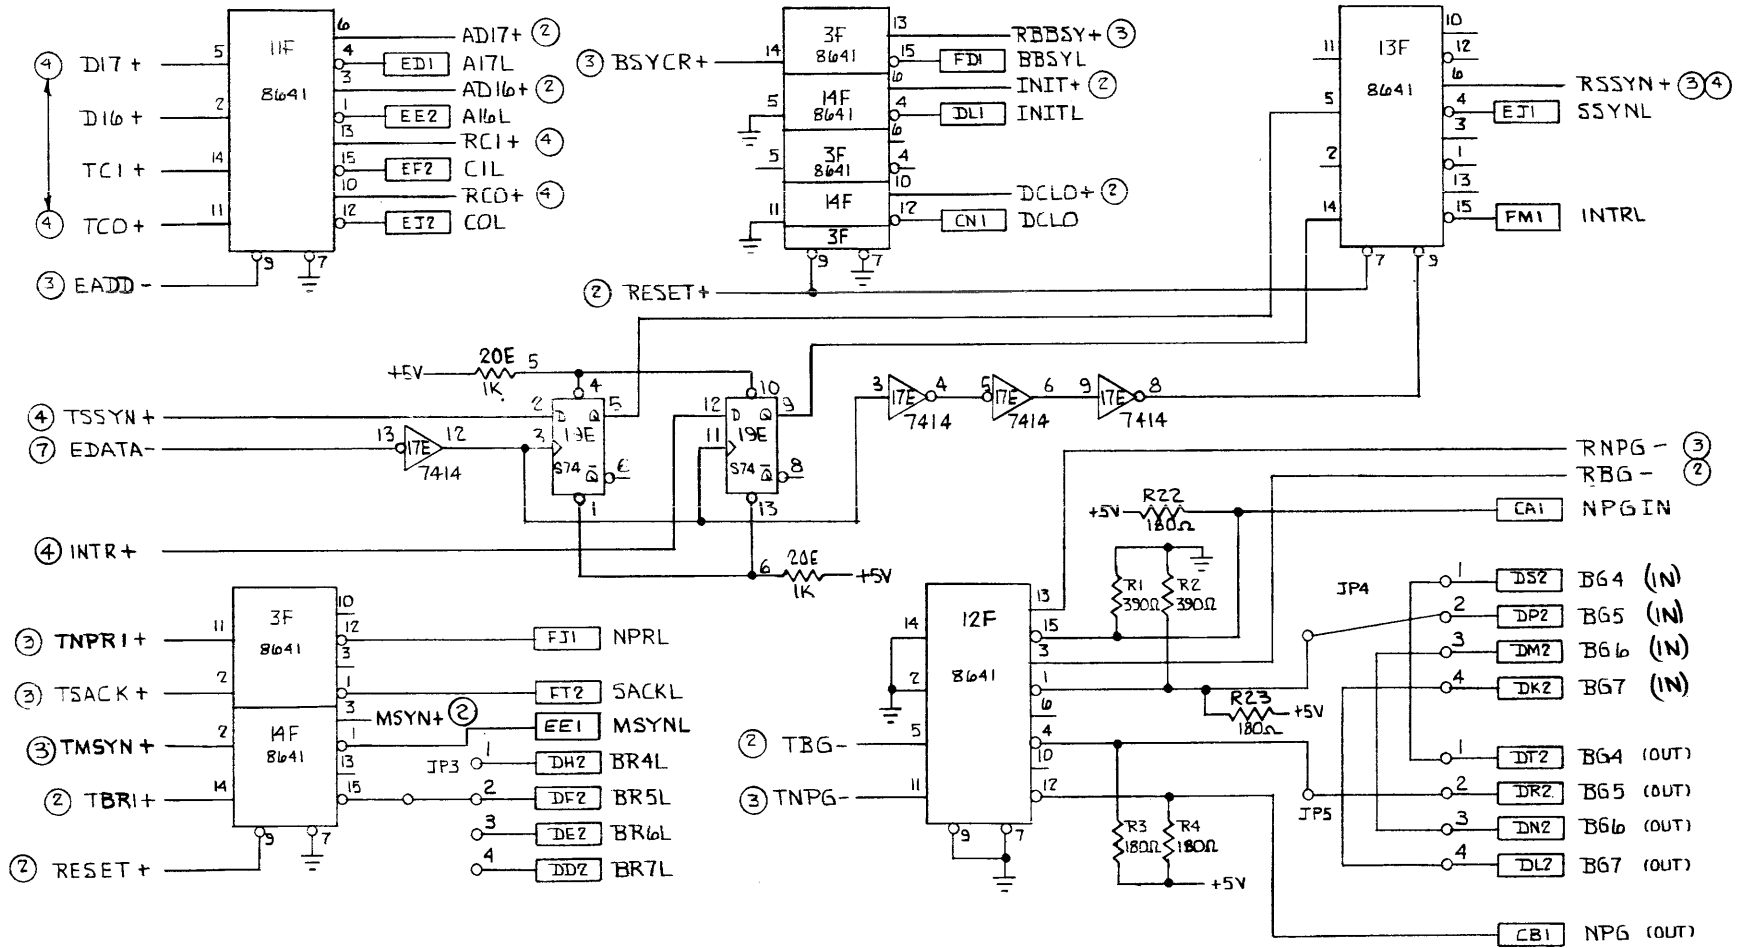 ④ D17+ 5
D16+ 2
TC1+ 14
④ TC0+ 11
③ EADD-
11F
8641
6 AD17+ ②
4 ED1 A17L
3 AD16+ ②
1 EE2 A16L
13 RC1+ ④
15 EF2 C1L
10 RC0+ ④
12 EJ2 C0L
9 7
③ BSYCR+ 14
3F
8641
13 RBBSY+ ③
15 FD1 BBSYL
6 INIT+ ②
5 14F
8641
4 DL1 INITL
6
5 3F
8641
4
10 DCLO+ ②
11 14F
12 CN1 DCLO
3F
9 7
② RESET+
13F
8641
10
11 12
6 RSSYN+ ③④
5 4 EJ1 SSYNL
3
2 1
13
14 15 FM1 INTRL
7 9
+5V 20E 5
1K
4 10
④ TSSYN+ 2 D Q 5
12 D Q 9
⑦ EDATA- 13 17E 12
7414
3 19E
S74 Q̅ 6
1
11 19E
S74 Q̅ 8
13
3 17E 4
7414
5 17E 6
7414
9 17E 8
7414
④ INTR+
6 20E +5V
1K
③ TNPR1+ 11
③ TSACK+ 2
③ TMSYN+ 2
② TBR1+ 14
② RESET+
3F
8641
14F
8641
10
12 FJ1 NPRL
3
1 FT2 SACKL
3 MSYN+ ②
1 EE1 MSYNL
13
15
9 7
JP3
1 DH2 BR4L
2 DF2 BR5L
3 DE2 BR6L
4 DD2 BR7L
12F
8641
14
2
② TBG- 5
③ TNPG- 11
13
15
3
1
6
4
10
12
9 7
RNPG- ③
RBG- ②
+5V R22
180Ω
CA1 NPGIN
R1
390Ω
R2
390Ω
R23 +5V
180Ω
R3
180Ω
R4
180Ω
+5V
JP4
1 DS2 BG4 (IN)
2 DP2 BG5 (IN)
3 DM2 BG6 (IN)
4 DK2 BG7 (IN)
JP5
1 DT2 BG4 (OUT)
2 DR2 BG5 (OUT)
3 DN2 BG6 (OUT)
4 DL2 BG7 (OUT)
CB1 NPG (OUT)